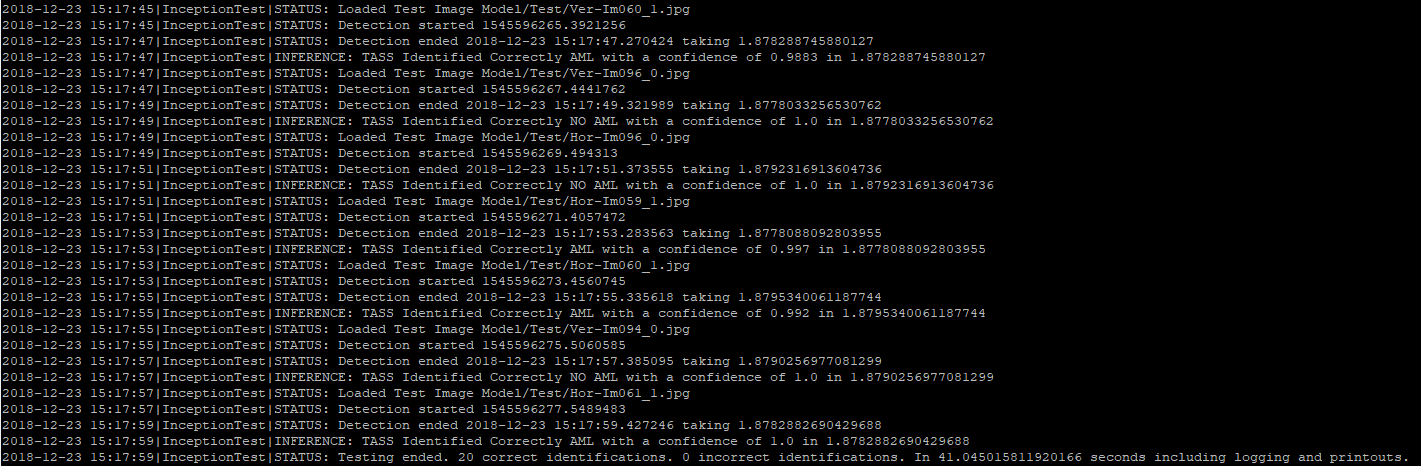 2018-12-23 15:17:45|InceptionTest|STATUS: Loaded Test Image Model/Test/Ver-Im060_1.jpg
2018-12-23 15:17:45|InceptionTest|STATUS: Detection started 1545596265.3921256
2018-12-23 15:17:47|InceptionTest|STATUS: Detection ended 2018-12-23 15:17:47.270424 taking 1.878288745880127
2018-12-23 15:17:47|InceptionTest|INFERENCE: TASS Identified Correctly AML with a confidence of 0.9883 in 1.878288745880127
2018-12-23 15:17:47|InceptionTest|STATUS: Loaded Test Image Model/Test/Ver-Im096_0.jpg
2018-12-23 15:17:47|InceptionTest|STATUS: Detection started 1545596267.4441762
2018-12-23 15:17:49|InceptionTest|STATUS: Detection ended 2018-12-23 15:17:49.321989 taking 1.8778033256530762
2018-12-23 15:17:49|InceptionTest|INFERENCE: TASS Identified Correctly NO AML with a confidence of 1.0 in 1.8778033256530762
2018-12-23 15:17:49|InceptionTest|STATUS: Loaded Test Image Model/Test/Hor-Im096_0.jpg
2018-12-23 15:17:49|InceptionTest|STATUS: Detection started 1545596269.494313
2018-12-23 15:17:51|InceptionTest|STATUS: Detection ended 2018-12-23 15:17:51.373555 taking 1.8792316913604736
2018-12-23 15:17:51|InceptionTest|INFERENCE: TASS Identified Correctly NO AML with a confidence of 1.0 in 1.8792316913604736
2018-12-23 15:17:51|InceptionTest|STATUS: Loaded Test Image Model/Test/Hor-Im059_1.jpg
2018-12-23 15:17:51|InceptionTest|STATUS: Detection started 1545596271.4057472
2018-12-23 15:17:53|InceptionTest|STATUS: Detection ended 2018-12-23 15:17:53.283563 taking 1.8778088092803955
2018-12-23 15:17:53|InceptionTest|INFERENCE: TASS Identified Correctly AML with a confidence of 0.997 in 1.8778088092803955
2018-12-23 15:17:53|InceptionTest|STATUS: Loaded Test Image Model/Test/Hor-Im060_1.jpg
2018-12-23 15:17:53|InceptionTest|STATUS: Detection started 1545596273.4560745
2018-12-23 15:17:55|InceptionTest|STATUS: Detection ended 2018-12-23 15:17:55.335618 taking 1.8795340061187744
2018-12-23 15:17:55|InceptionTest|INFERENCE: TASS Identified Correctly AML with a confidence of 0.992 in 1.8795340061187744
2018-12-23 15:17:55|InceptionTest|STATUS: Loaded Test Image Model/Test/Ver-Im094_0.jpg
2018-12-23 15:17:55|InceptionTest|STATUS: Detection started 1545596275.5060585
2018-12-23 15:17:57|InceptionTest|STATUS: Detection ended 2018-12-23 15:17:57.385095 taking 1.8790256977081299
2018-12-23 15:17:57|InceptionTest|INFERENCE: TASS Identified Correctly NO AML with a confidence of 1.0 in 1.8790256977081299
2018-12-23 15:17:57|InceptionTest|STATUS: Loaded Test Image Model/Test/Hor-Im061_1.jpg
2018-12-23 15:17:57|InceptionTest|STATUS: Detection started 1545596277.5489483
2018-12-23 15:17:59|InceptionTest|STATUS: Detection ended 2018-12-23 15:17:59.427246 taking 1.8782882690429688
2018-12-23 15:17:59|InceptionTest|INFERENCE: TASS Identified Correctly AML with a confidence of 1.0 in 1.8782882690429688
2018-12-23 15:17:59|InceptionTest|STATUS: Testing ended. 20 correct identifications. 0 incorrect identifications. In 41.045015811920166 seconds including logging and printouts.